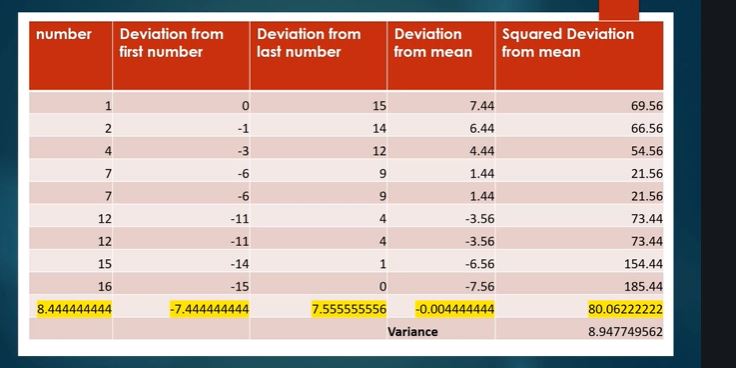 number Deviation from first number Deviation from last number Deviation from mean Squared Deviation from mean
1 0 15 7.44 69.56
2 -1 14 6.44 66.56
4 -3 12 4.44 54.56
7 -6 9 1.44 21.56
7 -6 9 1.44 21.56
12 -11 4 -3.56 73.44
12 -11 4 -3.56 73.44
15 -14 1 -6.56 154.44
16 -15 0 -7.56 185.44
8.444444444 -7.444444444 7.555555556 -0.004444444 80.06222222
Variance 8.947749562